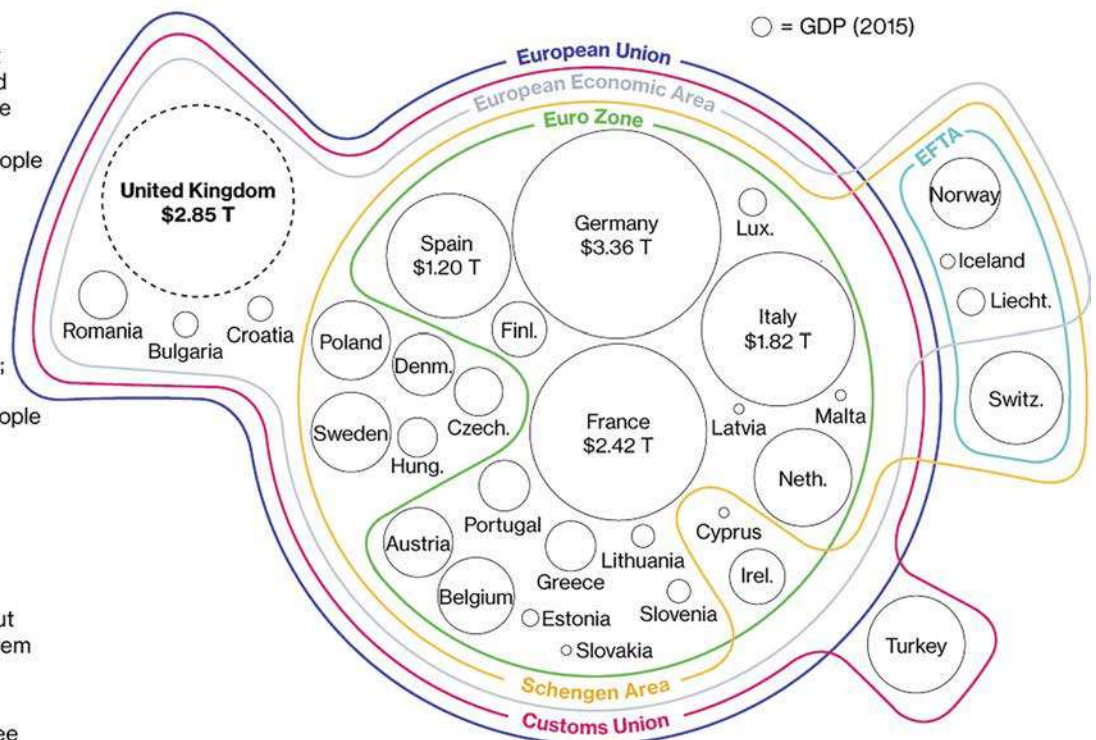 = GDP (2015)
European Union
European Economic Area
Euro Zone
EFTA
United Kingdom
$2.85 T
Romania
Bulgaria
Croatia
Spain
$1.20 T
Germany
$3.36 T
Lux.
Italy
$1.82 T
Norway
Iceland
Liecht.
Switz.
Poland
Denm.
Finl.
Sweden
Hung.
Czech.
France
$2.42 T
Latvia
Malta
Neth.
Portugal
Austria
Belgium
Greece
Lithuania
Cyprus
Irel.
Estonia
Slovenia
Slovakia
Turkey
Schengen Area
Customs Union